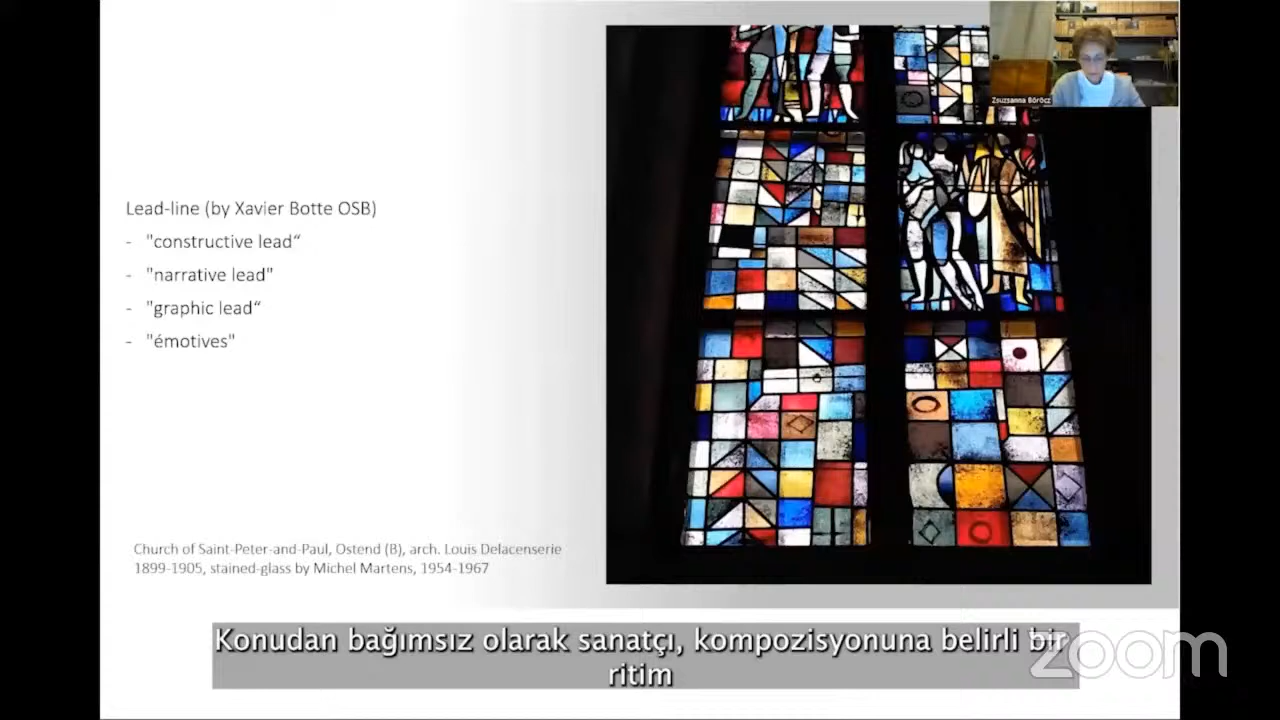 Zsuzsanna Böröcz
Lead-line (by Xavier Botte OSB)
- "constructive lead“
- "narrative lead"
- "graphic lead“
- "émotives"
Church of Saint-Peter-and-Paul, Ostend (B), arch. Louis Delacenserie
1899-1905, stained-glass by Michel Martens, 1954-1967
Konudan bağımsız olarak sanatçı, kompozisyonuna belirli bir
ritim
zoom